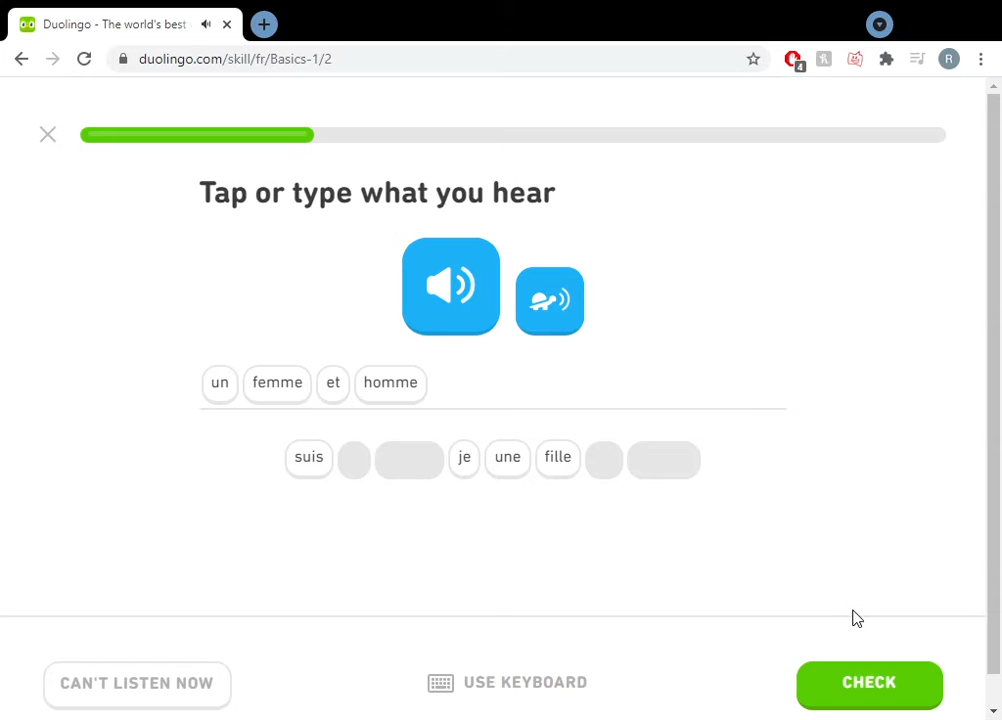 Duolingo - The world's best
duolingo.com/skill/fr/Basics-1/2
4
R
Tap or type what you hear
un femme et homme
suis je une fille
CAN'T LISTEN NOW
USE KEYBOARD
CHECK